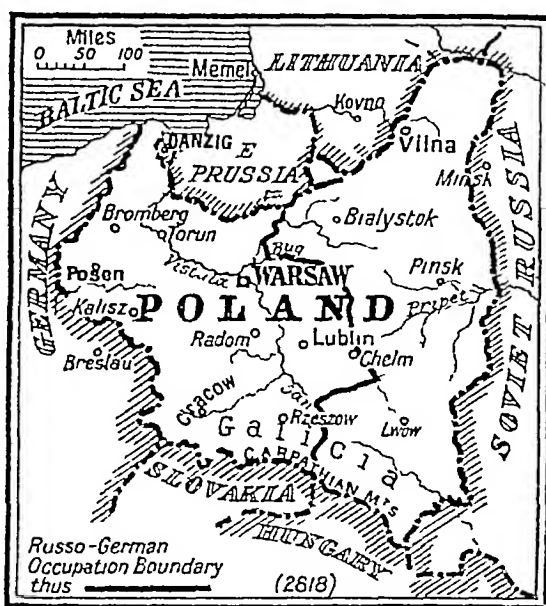 Miles
0 50 100
BALTIC SEA
Memel
LITHUANIA
Kovno
Vilna
DANZIG
E
PRUSSIA
Minsk
SOVIET RUSSIA
GERMANY
Bromberg
Torun
Bialystok
Bug
Vistula
WARSAW
Posen
Pinsk
Pripet
Kalisz
POLAND
Radom
Lublin
Chelm
Breslau
Cracow
San
Rzeszow
Lwow
Galicia
CARPATHIAN MTS
SLOVAKIA
HUNGARY
Russo-German
Occupation Boundary
thus
(2818)